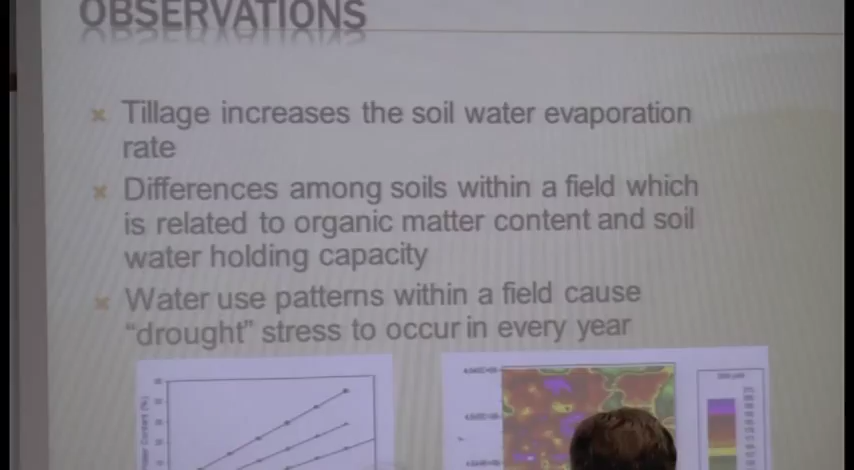 OBSERVATIONS
Tillage increases the soil water evaporation
rate
Differences among soils within a field which
is related to organic matter content and soil
water holding capacity
Water use patterns within a field cause
"drought" stress to occur in every year
Content (%)